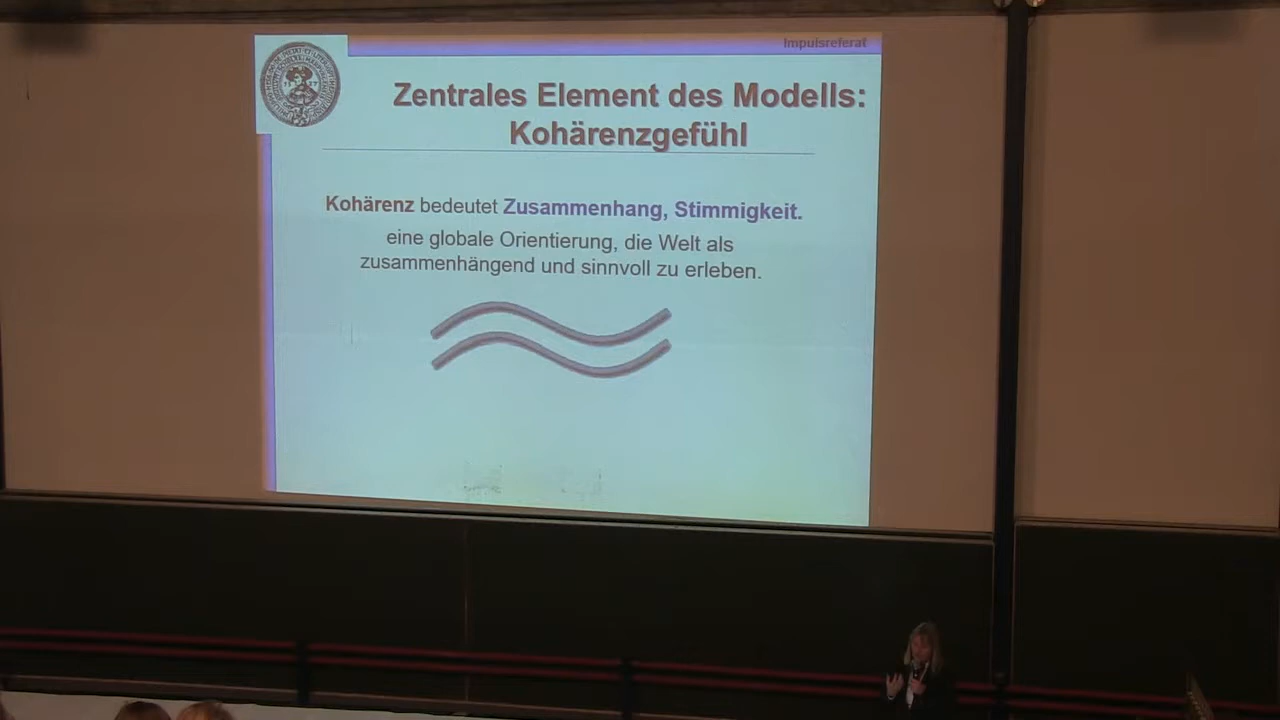 Impulsreferat
Zentrales Element des Modells:
Kohärenzgefühl
Kohärenz bedeutet Zusammenhang, Stimmigkeit.
eine globale Orientierung, die Welt als
zusammenhängend und sinnvoll zu erleben.